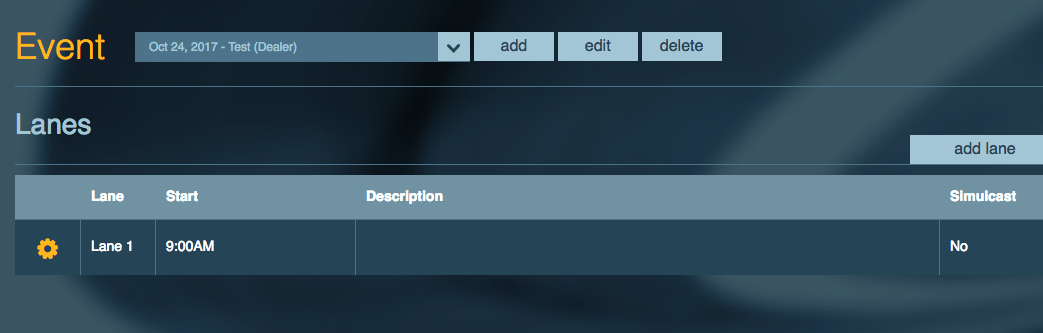 Event Oct 24, 2017 - Test (Dealer) add edit delete
Lanes
add lane
Lane Start Description Simulcast
Lane 1 9:00AM No